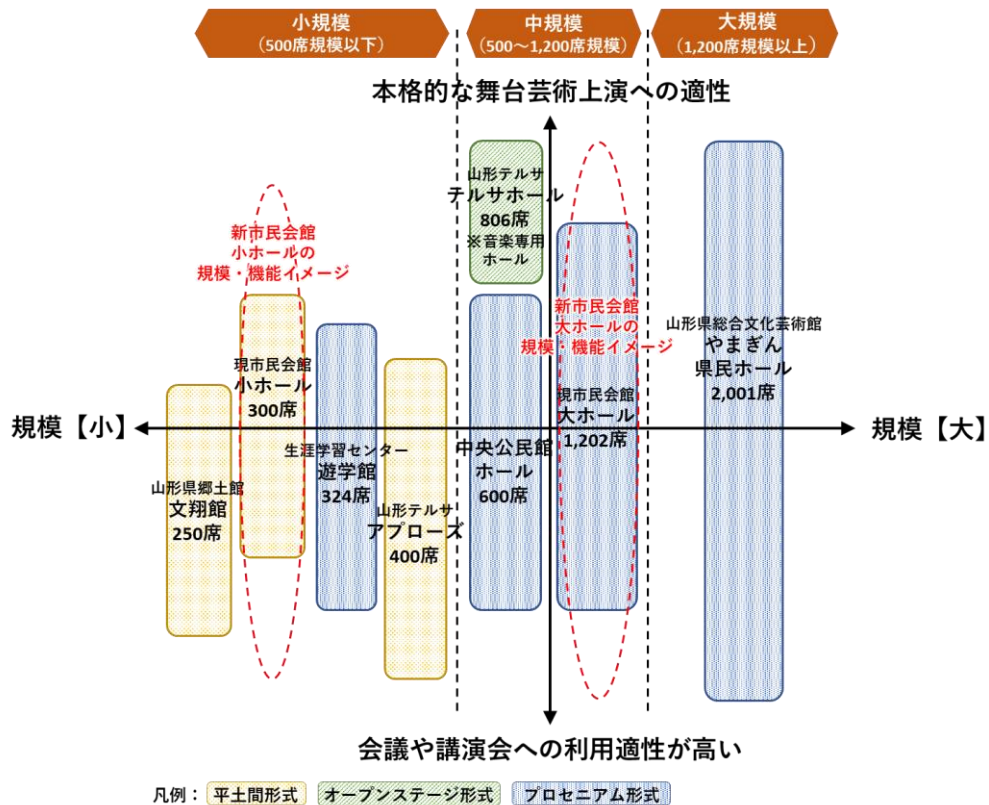 小規模
（500席規模以下）
中規模
（500～1,200席規模）
大規模
（1,200席規模以上）
本格的な舞台芸術上演への適性
山形テルサ
テルサホール
806席
※音楽専用
ホール
新市民会館
小ホールの
規模・機能イメージ
新市民会館
大ホールの
規模・機能イメージ
山形県総合文化芸術館
やまぎん
県民ホール
2,001席
現市民会館
小ホール
300席
現市民会館
大ホール
1,202席
規模【小】
規模【大】
山形県郷土館
文翔館
250席
生涯学習センター
遊学館
324席
山形テルサ
アプローズ
400席
中央公民館
ホール
600席
会議や講演会への利用適性が高い
凡例：
平土間形式
オープンステージ形式
プロセニアム形式